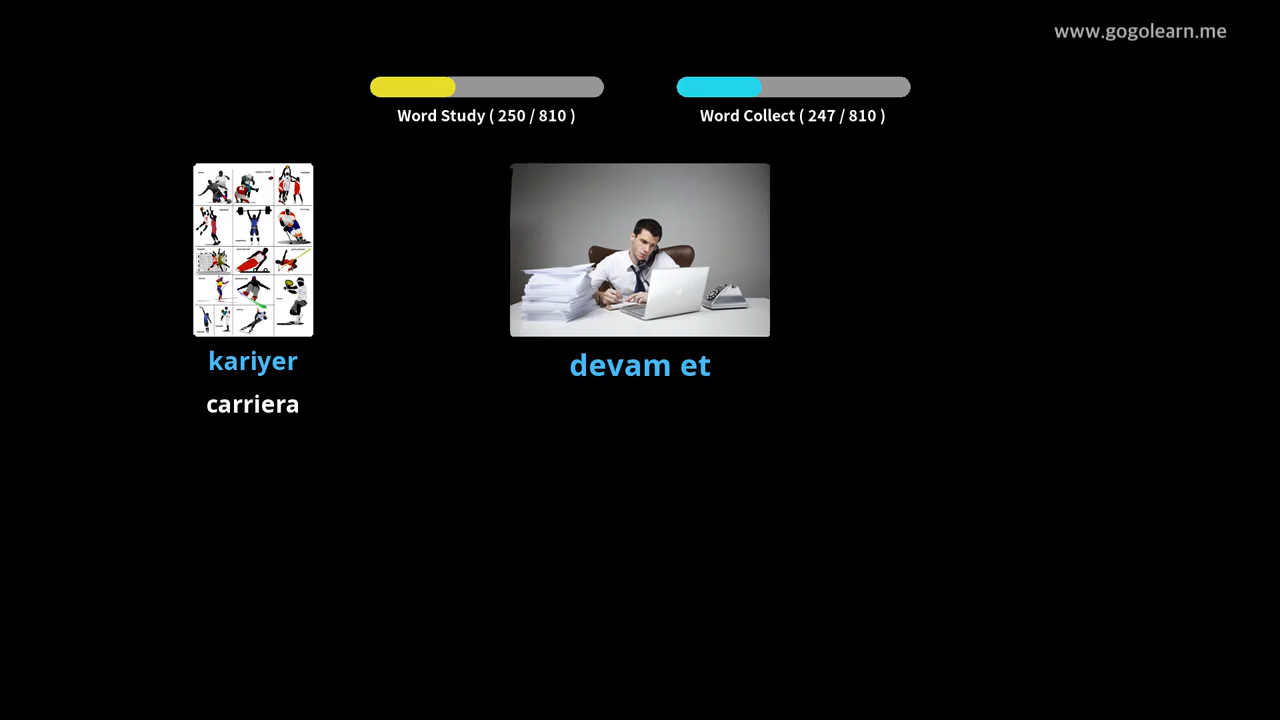 www.gogolearn.me
Word Study ( 250 / 810 )
Word Collect ( 247 / 810 )
kariyer
carriera
devam et